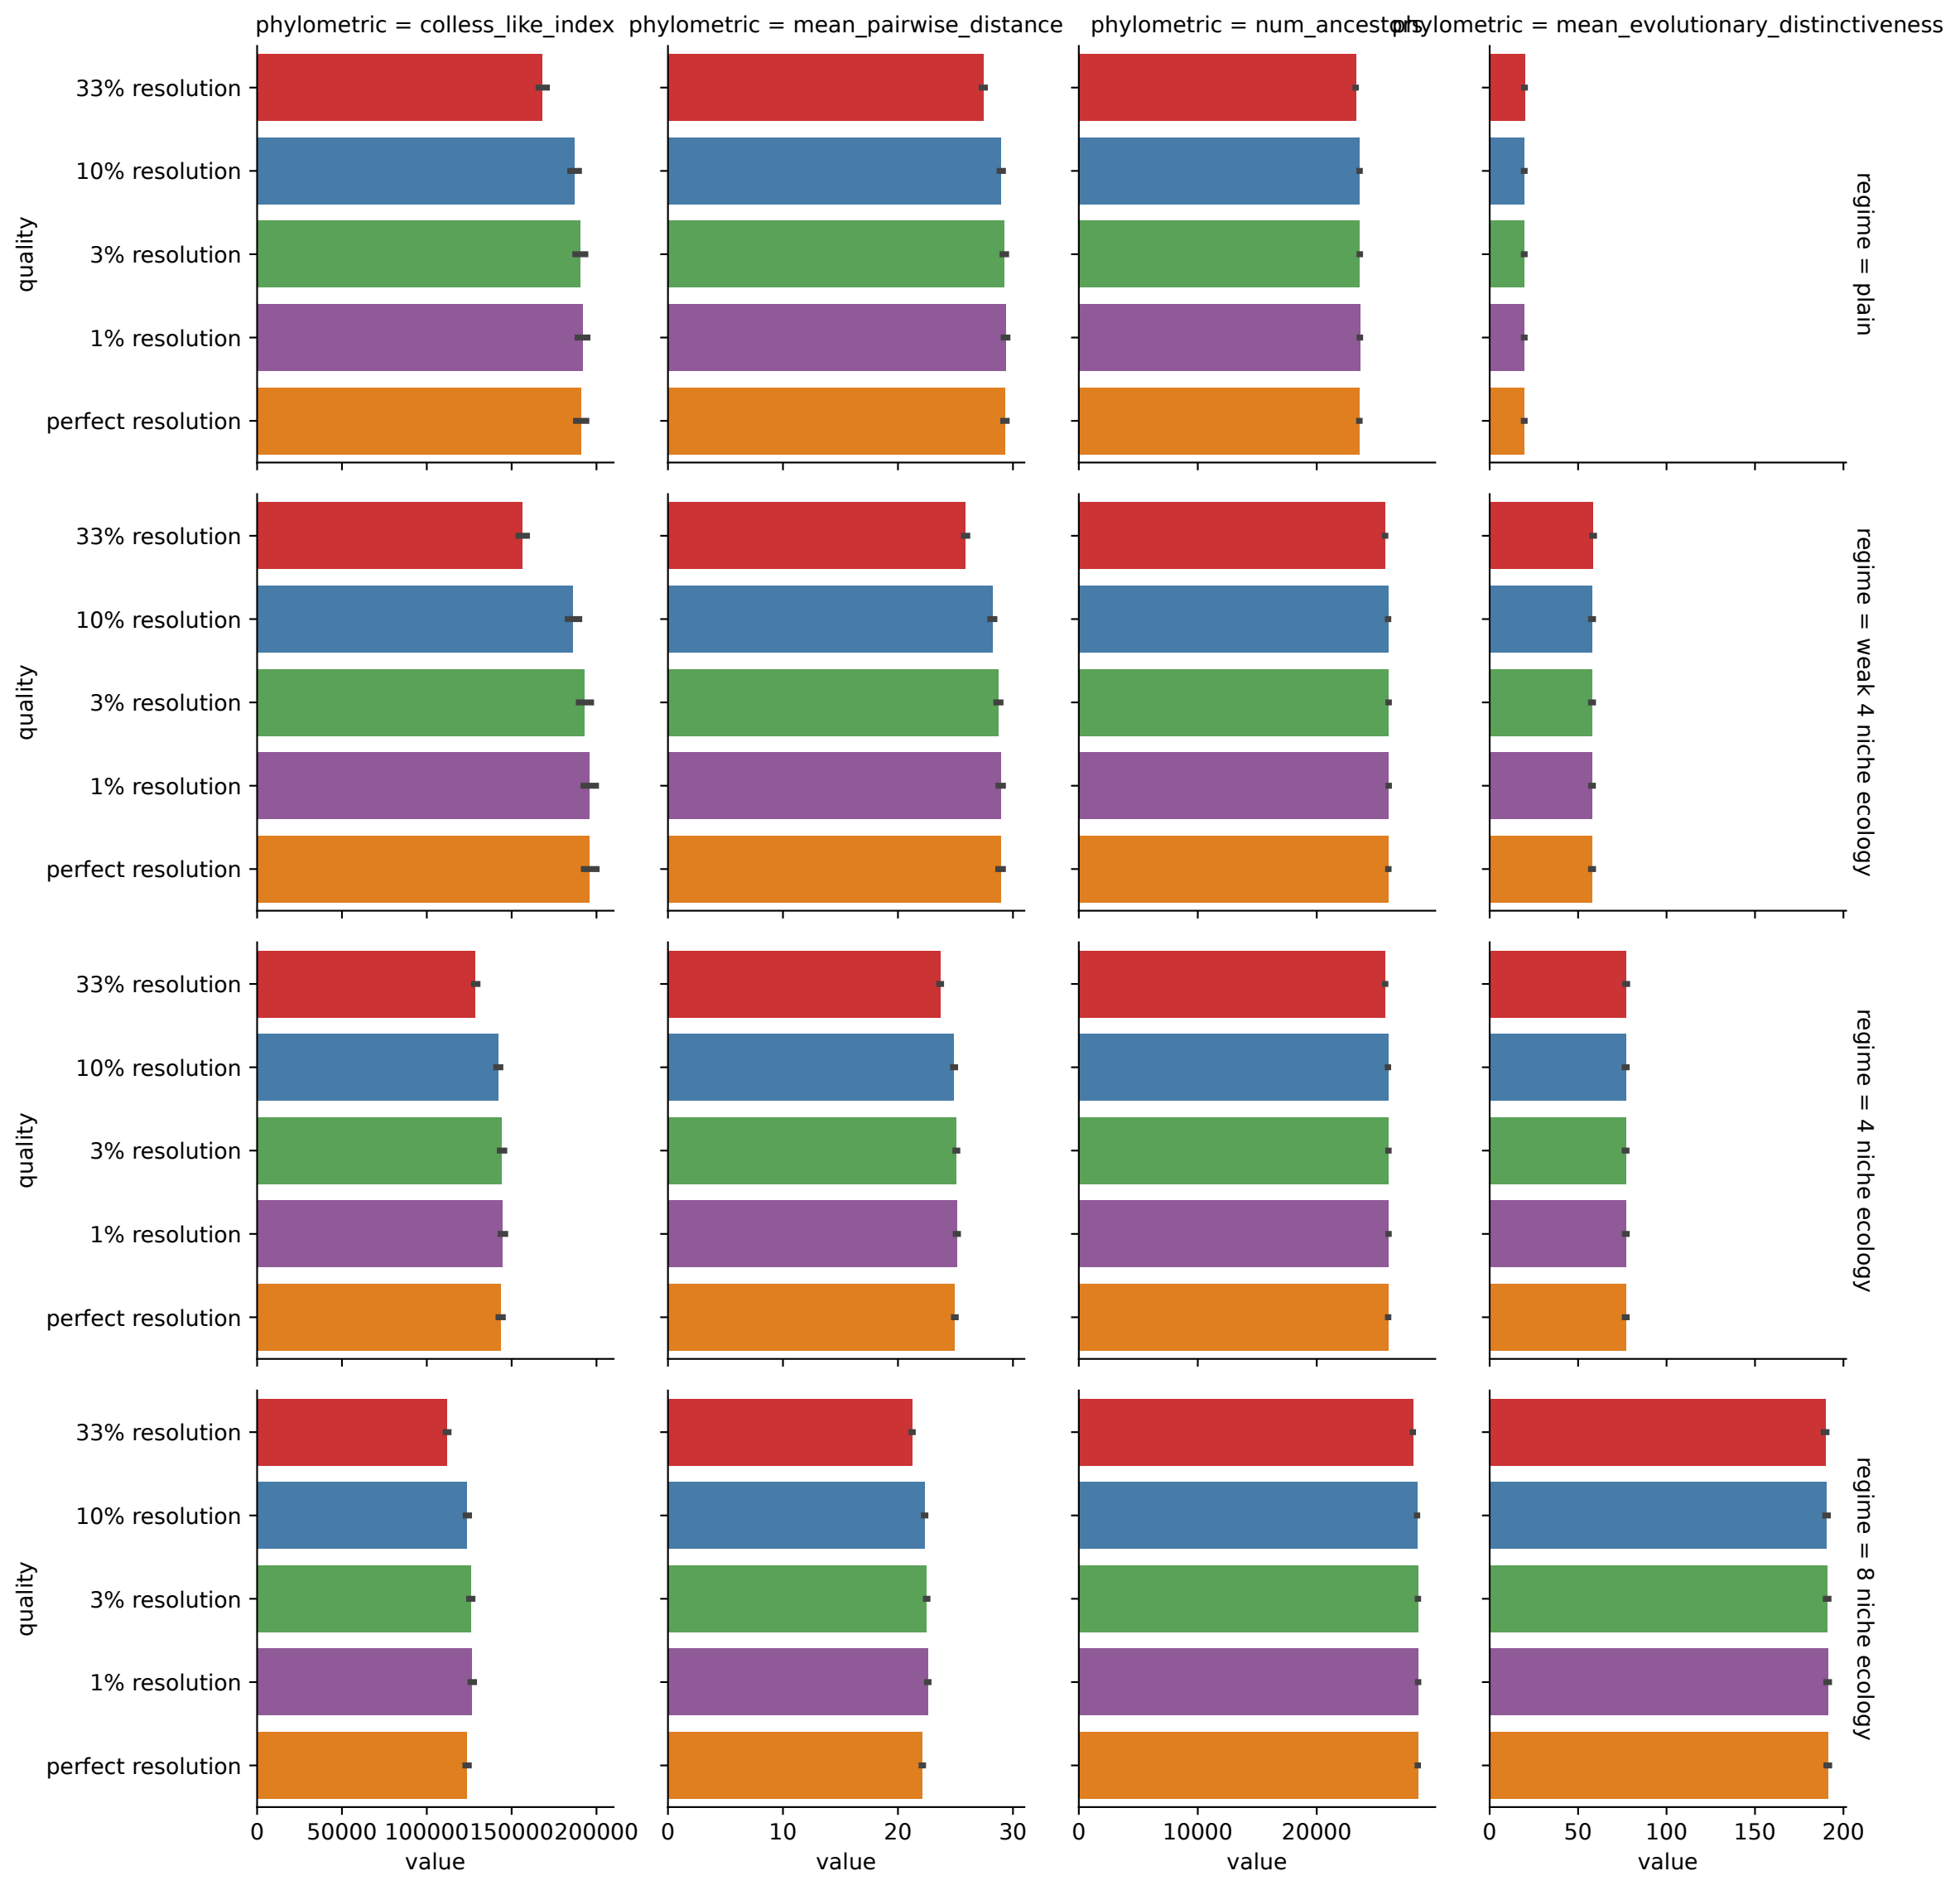 phylometric = colless_like_index
phylometric = mean_pairwise_distance
phylometric = num_ancestors
phylometric = mean_evolutionary_distinctiveness
quality
33% resolution
10% resolution
3% resolution
1% resolution
perfect resolution
regime = plain
quality
33% resolution
10% resolution
3% resolution
1% resolution
perfect resolution
regime = weak 4 niche ecology
quality
33% resolution
10% resolution
3% resolution
1% resolution
perfect resolution
regime = 4 niche ecology
quality
33% resolution
10% resolution
3% resolution
1% resolution
perfect resolution
regime = 8 niche ecology
0 50000 100000 150000 200000
value
0 10 20 30
value
0 10000 20000
value
0 50 100 150 200
value